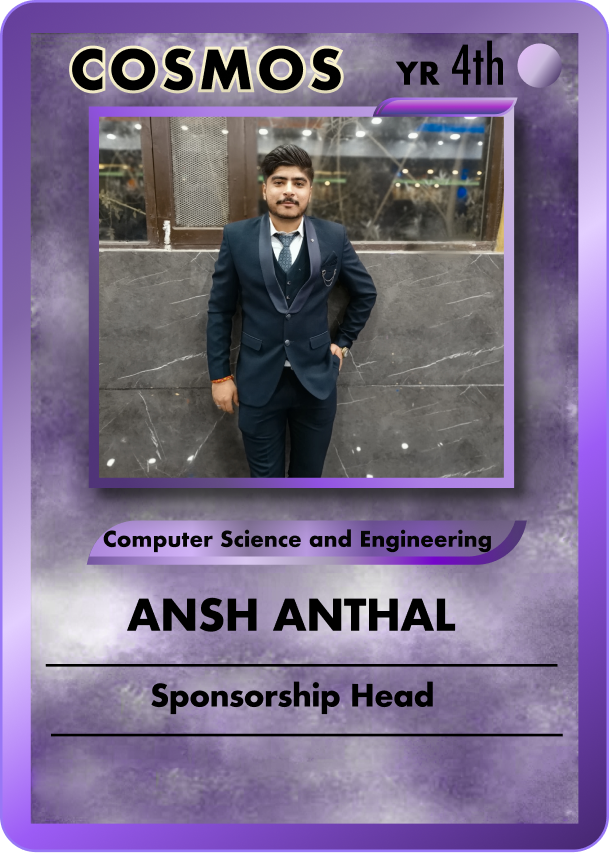 COSMOS YR 4th
Computer Science and Engineering
ANSH ANTHAL
Sponsorship Head